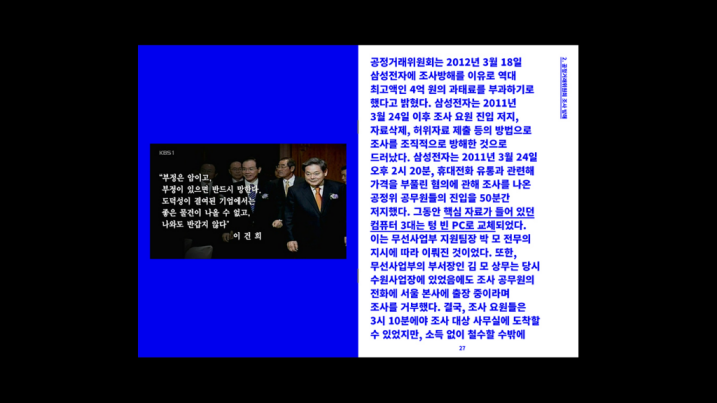 KBS 1
"부정은 암이고,
부정이 있으면 반드시 망한다.
도덕성이 결여된 기업에서는
좋은 물건이 나올 수 없고,
나와도 반갑지 않다"
이 건 희
공정거래위원회는 2012년 3월 18일
삼성전자에 조사방해를 이유로 역대
최고액인 4억 원의 과태료를 부과하기로
했다고 밝혔다. 삼성전자는 2011년
3월 24일 이후 조사 요원 진입 저지,
자료삭제, 허위자료 제출 등의 방법으로
조사를 조직적으로 방해한 것으로
드러났다. 삼성전자는 2011년 3월 24일
오후 2시 20분, 휴대전화 유통과 관련해
가격을 부풀린 혐의에 관해 조사를 나온
공정위 공무원들의 진입을 50분간
저지했다. 그동안 핵심 자료가 들어 있던
컴퓨터 3대는 텅 빈 PC로 교체되었다.
이는 무선사업부 지원팀장 박 모 전무의
지시에 따라 이뤄진 것이었다. 또한,
무선사업부의 부서장인 김 모 상무는 당시
수원사업장에 있었음에도 조사 공무원의
전화에 서울 본사에 출장 중이라며
조사를 거부했다. 결국, 조사 요원들은
3시 10분에야 조사 대상 사무실에 도착할
수 있었지만, 소득 없이 철수할 수밖에
27
2. 공정거래위원회 조사 방해